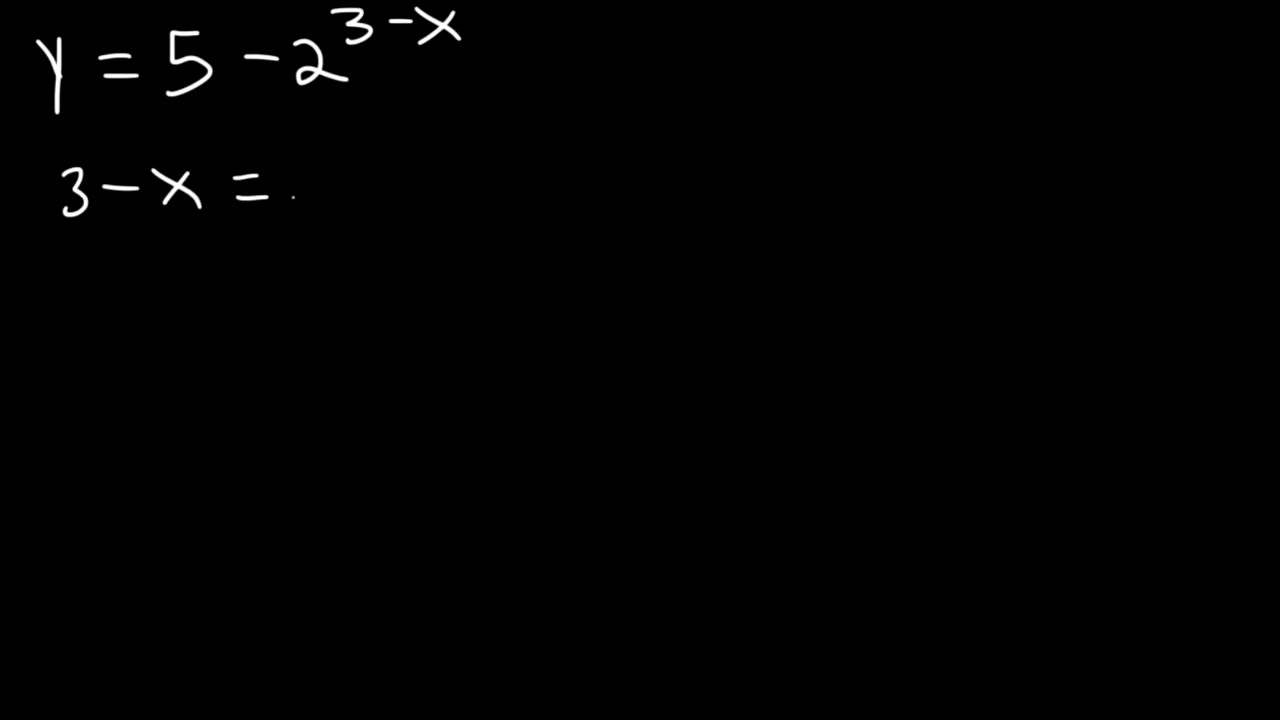 y = 5 - 2^{3-x}
3 - x =